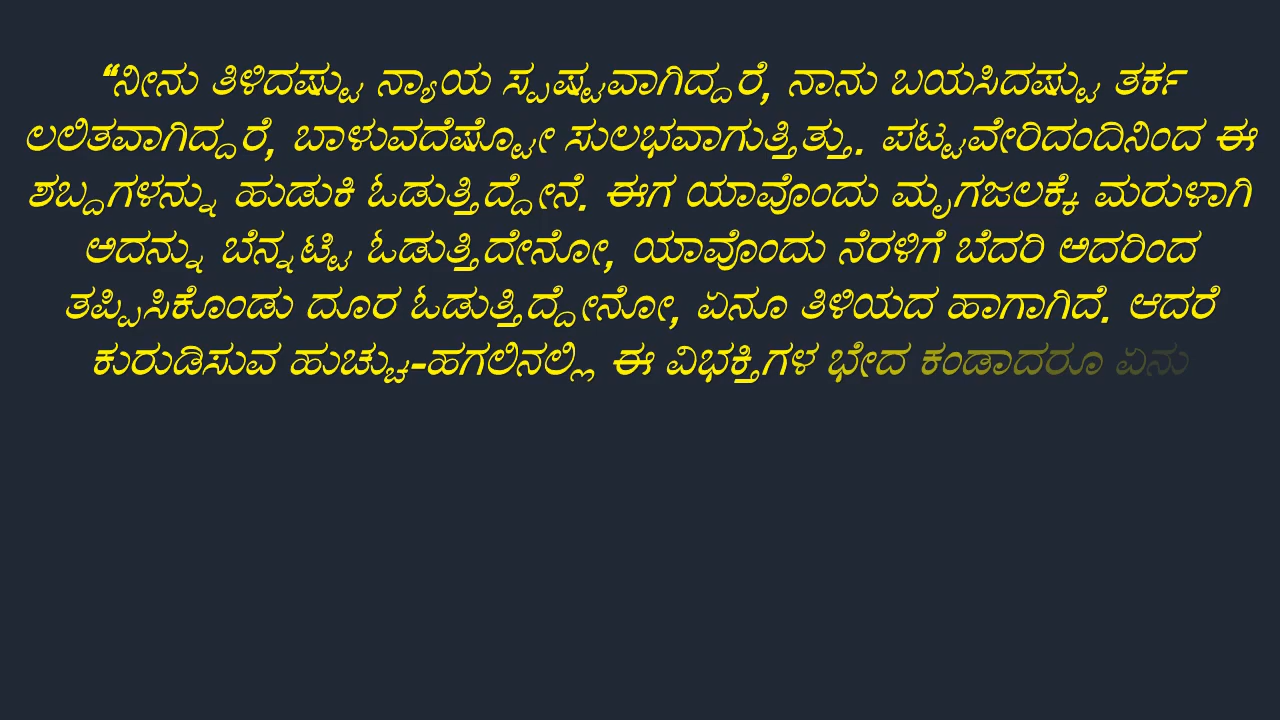 “ನೀನು ತಿಳಿದಷ್ಟು ನ್ಯಾಯ ಸ್ಪಷ್ಟವಾಗಿದ್ದರೆ, ನಾನು ಬಯಸಿದಷ್ಟು ತರ್ಕ
ಲಲಿತವಾಗಿದ್ದರೆ, ಬಾಳುವದೆಷ್ಟೋ ಸುಲಭವಾಗುತ್ತಿತ್ತು. ಪಟ್ಟವೇರಿದಂದಿನಿಂದ ಈ
ಶಬ್ದಗಳನ್ನು ಹುಡುಕಿ ಓಡುತ್ತಿದ್ದೇನೆ. ಈಗ ಯಾವೊಂದು ಮೃಗಜಲಕ್ಕೆ ಮರುಳಾಗಿ
ಅದನ್ನು ಬೆನ್ನಟ್ಟಿ ಓಡುತ್ತಿದೇನೋ, ಯಾವೊಂದು ನೆರಳಿಗೆ ಬೆದರಿ ಅದರಿಂದ
ತಪ್ಪಿಸಿಕೊಂಡು ದೂರ ಓಡುತ್ತಿದ್ದೇನೋ, ಏನೂ ತಿಳಿಯದ ಹಾಗಾಗಿದೆ. ಆದರೆ
ಕುರುಡಿಸುವ ಹುಚ್ಚು-ಹಗಲಿನಲ್ಲಿ ಈ ವಿಭಕ್ತಿಗಳ ಭೇದ ಕಂಡಾದರೂ ಏನು